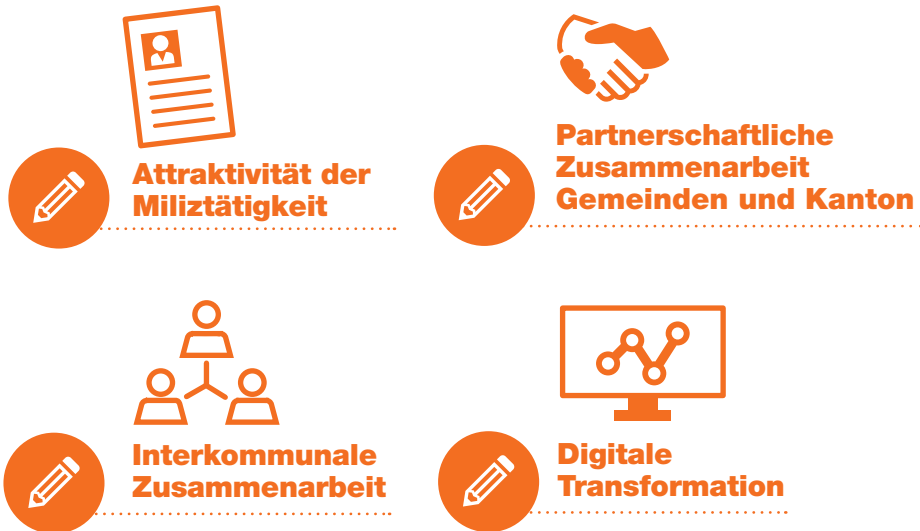 Attraktivität der
Miliztätigkeit
Partnerschaftliche
Zusammenarbeit
Gemeinden und Kanton
Interkommunale
Zusammenarbeit
Digitale
Transformation